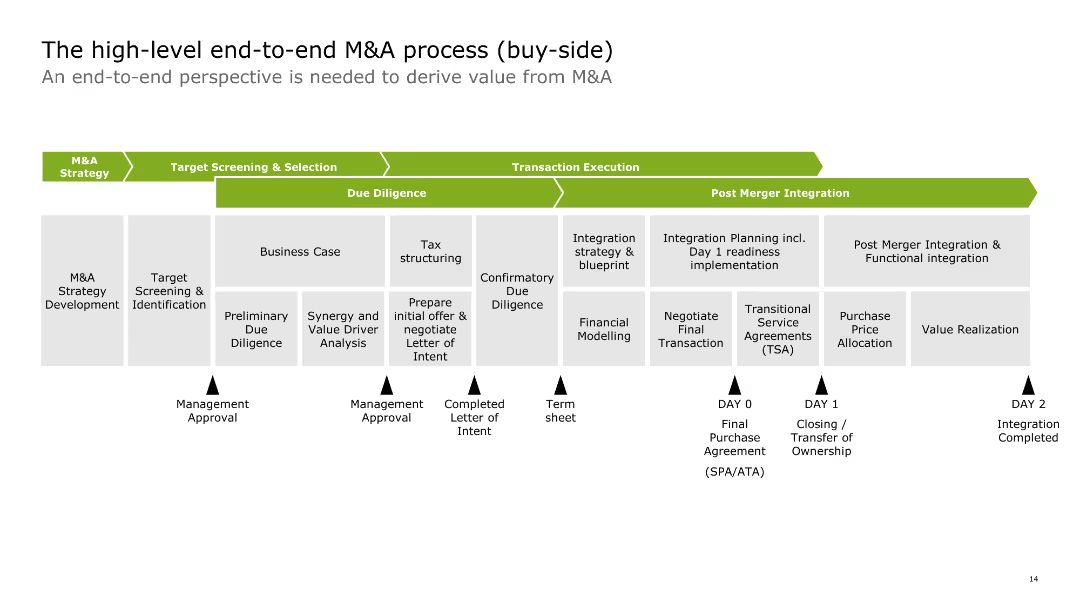 The high-level end-to-end M&A process (buy-side)
An end-to-end perspective is needed to derive value from M&A
M&A
Strategy
Target Screening & Selection
Transaction Execution
Due Diligence
Post Merger Integration
M&A
Strategy
Development
Target
Screening &
Identification
Business Case
Preliminary
Due
Diligence
Synergy and
Value Driver
Analysis
Tax
structuring
Prepare
initial offer &
negotiate
Letter of
Intent
Confirmatory
Due
Diligence
Integration
strategy &
blueprint
Financial
Modelling
Integration Planning incl.
Day 1 readiness
implementation
Negotiate
Final
Transaction
Transitional
Service
Agreements
(TSA)
Post Merger Integration &
Functional integration
Purchase
Price
Allocation
Value Realization
Management
Approval
Management
Approval
Completed
Letter of
Intent
Term
sheet
DAY 0
Final
Purchase
Agreement
(SPA/ATA)
DAY 1
Closing /
Transfer of
Ownership
DAY 2
Integration
Completed
14